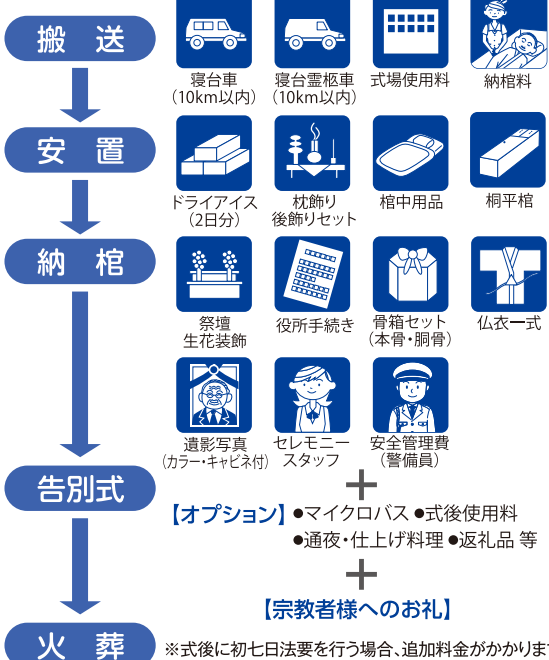 搬 送
寝台車
(10km以内)
寝台霊柩車
(10km以内)
式場使用料
納棺料
安 置
ドライアイス
(2日分)
枕飾り
後飾りセット
棺中用品
桐平棺
納 棺
祭壇
生花装飾
役所手続き
骨箱セット
(本骨・胴骨)
仏衣一式
遺影写真
(カラー・キャビネ付)
セレモニー
スタッフ
安全管理費
(警備員)
告別式
【オプション】●マイクロバス ●式後使用料
●通夜・仕上げ料理 ●返礼品 等
【宗教者様へのお礼】
火 葬
※式後に初七日法要を行う場合、追加料金がかかりま